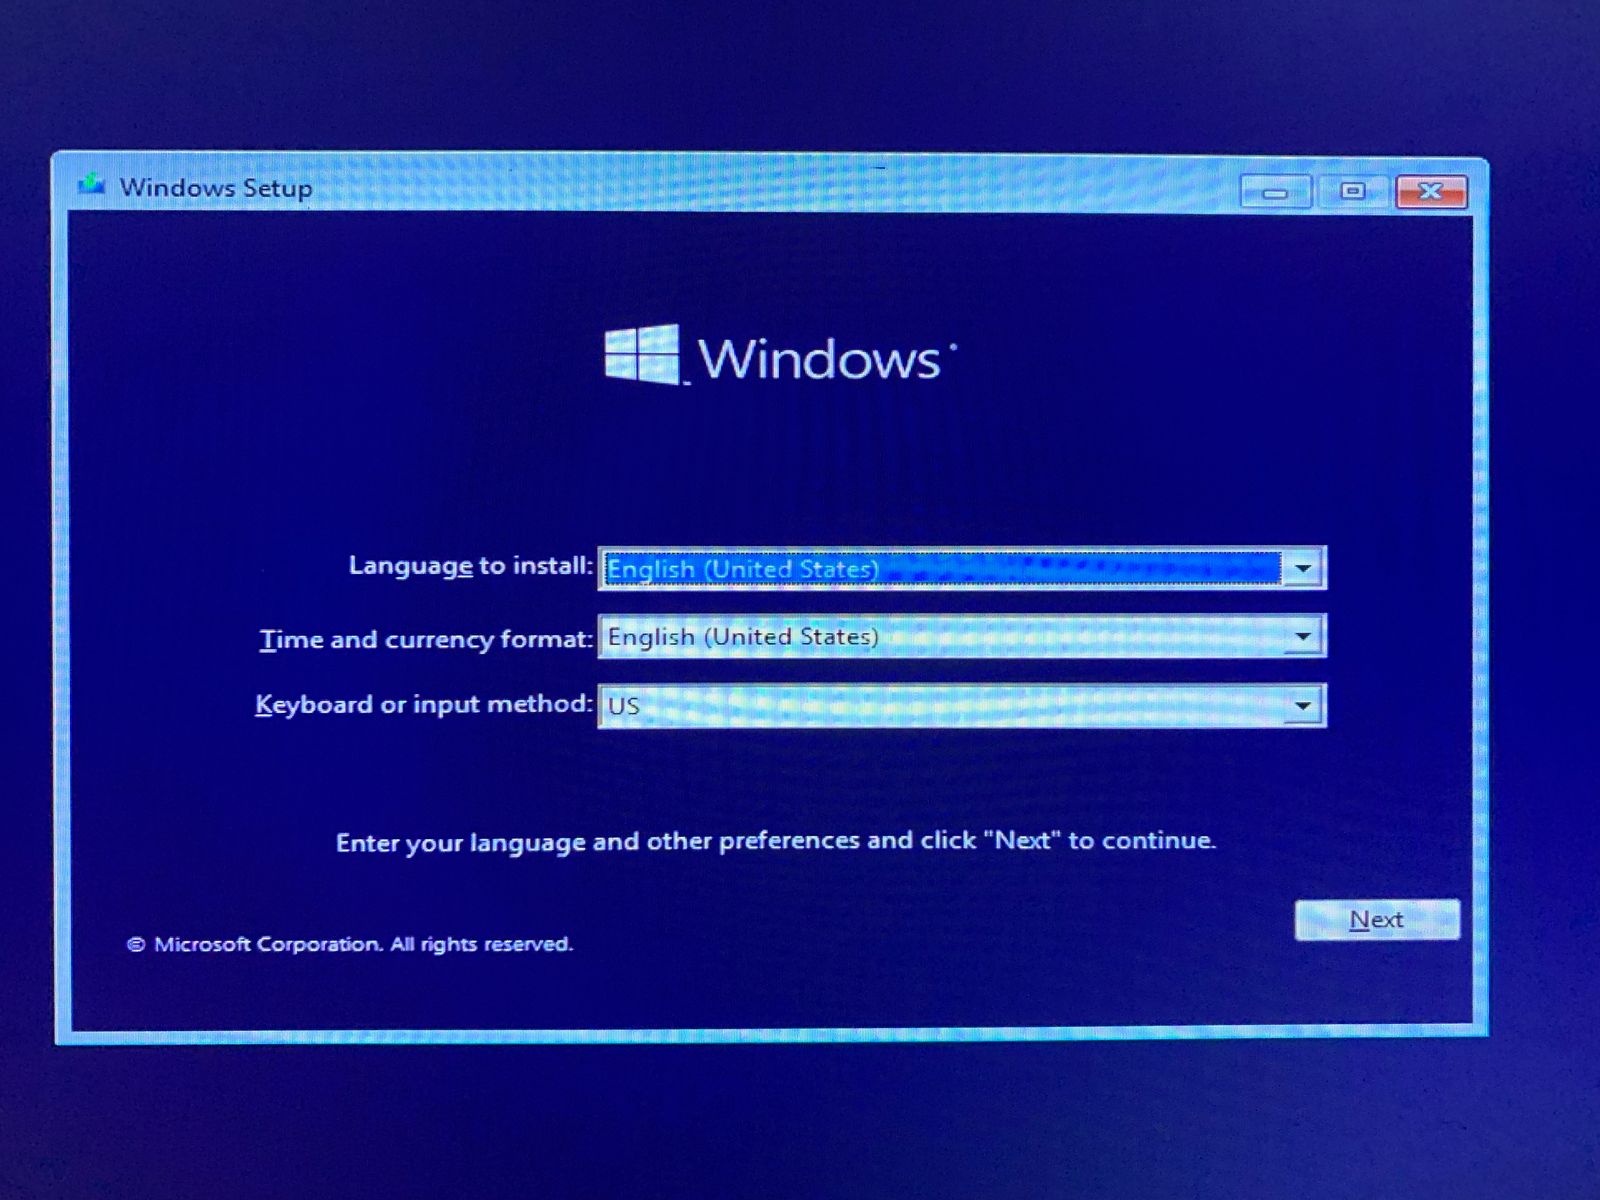 Windows Setup
Windows
Language to install: English (United States)
Time and currency format: English (United States)
Keyboard or input method: US
Enter your language and other preferences and click "Next" to continue.
Next
© Microsoft Corporation. All rights reserved.